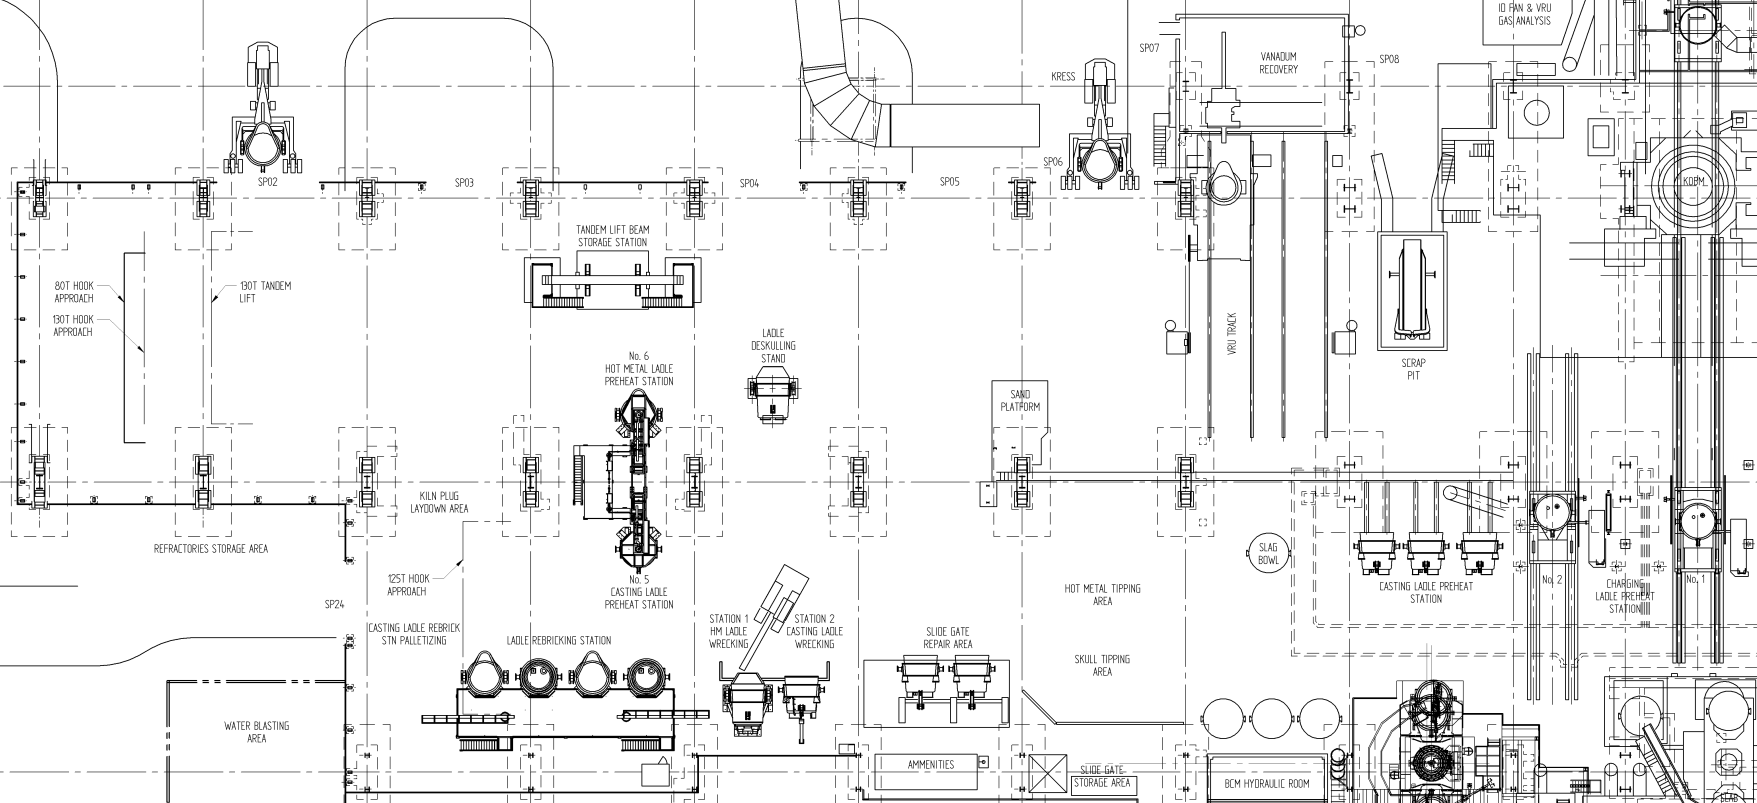 ID FAN & VRU
GAS ANALYSIS
SP07
VANADUM
RECOVERY
SP08
KRESS
SP06
SP02
SP03
SP04
SP05
KOBM
TANDEM LIFT BEAM
STORAGE STATION
80T HOOK
APPROACH
130T TANDEM
LIFT
130T HOOK
APPROACH
LADLE
DESKULLING
STAND
VRU TRACK
No. 6
HOT METAL LADLE
PREHEAT STATION
SCRAP
PIT
SAND
PLATFORM
KILN PLUG
LAYDOWN AREA
REFRACTORIES STORAGE AREA
SLAG
BOWL
125T HOOK
APPROACH
No. 5
CASTING LADLE
PREHEAT STATION
HOT METAL TIPPING
AREA
CASTING LADLE PREHEAT
STATION
No. 2
CHARGING
LADLE PREHEAT
STATION
No. 1
SP24
CASTING LADLE REBRICK
STN PALLETIZING
LADLE REBRICKING STATION
STATION 1
HM LADLE
WRECKING
STATION 2
CASTING LADLE
WRECKING
SLIDE GATE
REPAIR AREA
SKULL TIPPING
AREA
WATER BLASTING
AREA
AMMENITIES
SLIDE GATE
STORAGE AREA
BCM HYDRAULIC ROOM
SLAB